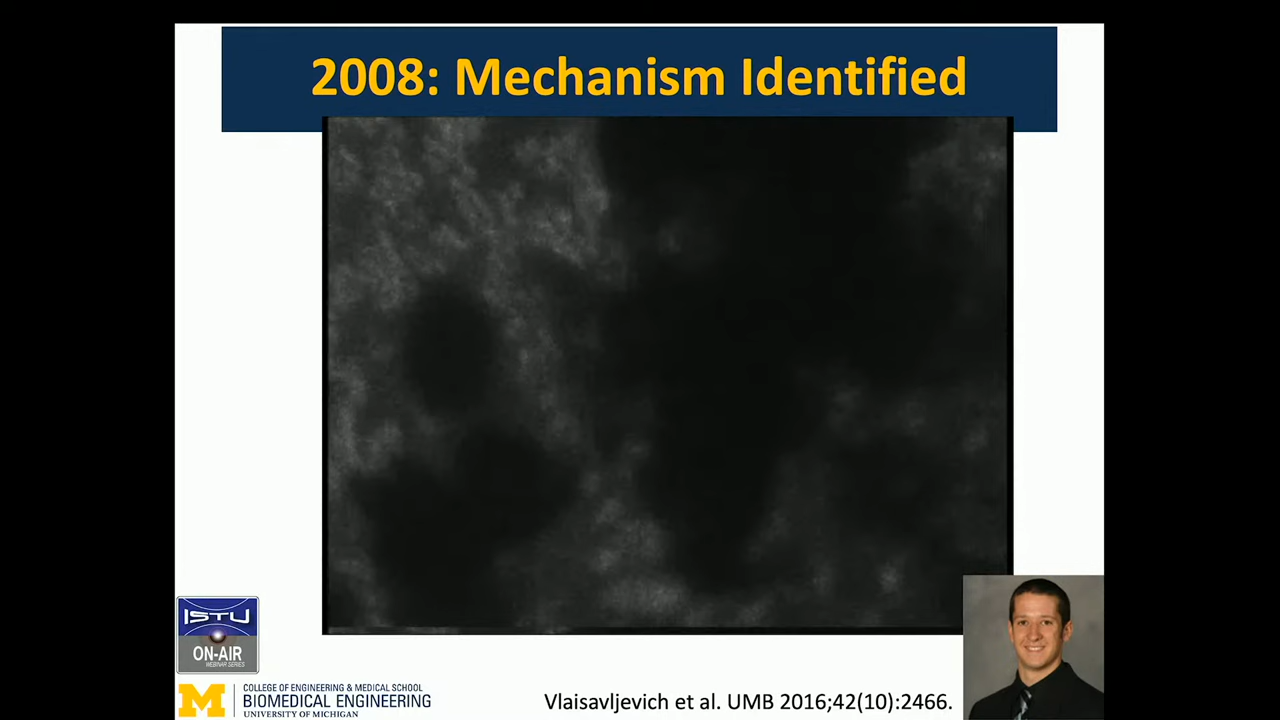 2008: Mechanism Identified
ISTU
ON-AIR
WEBINAR SERIES
M
COLLEGE OF ENGINEERING & MEDICAL SCHOOL
BIOMEDICAL ENGINEERING
UNIVERSITY OF MICHIGAN
Vlaisavljevich et al. UMB 2016;42(10):2466.